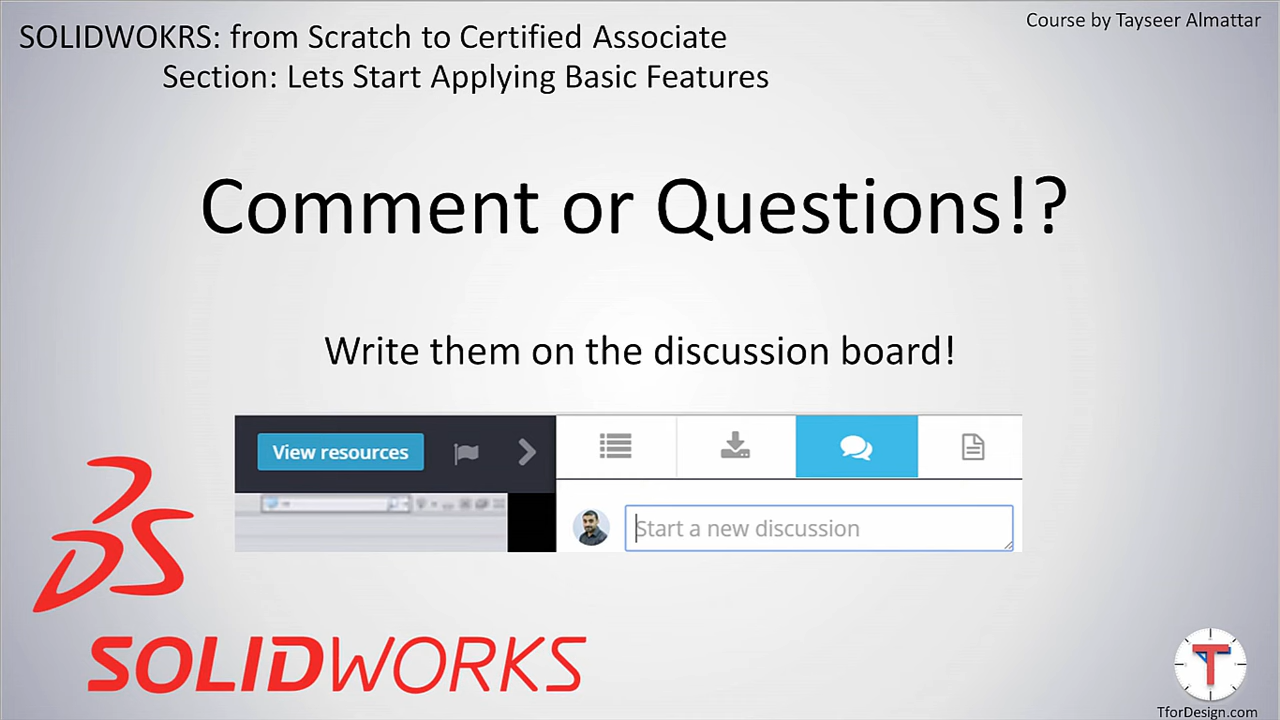 SOLIDWOKRS: from Scratch to Certified Associate
Course by Tayseer Almattar
Section: Lets Start Applying Basic Features
Comment or Questions!?
Write them on the discussion board!
View resources
Start a new discussion
DS
SOLIDWORKS
T
TforDesign.com